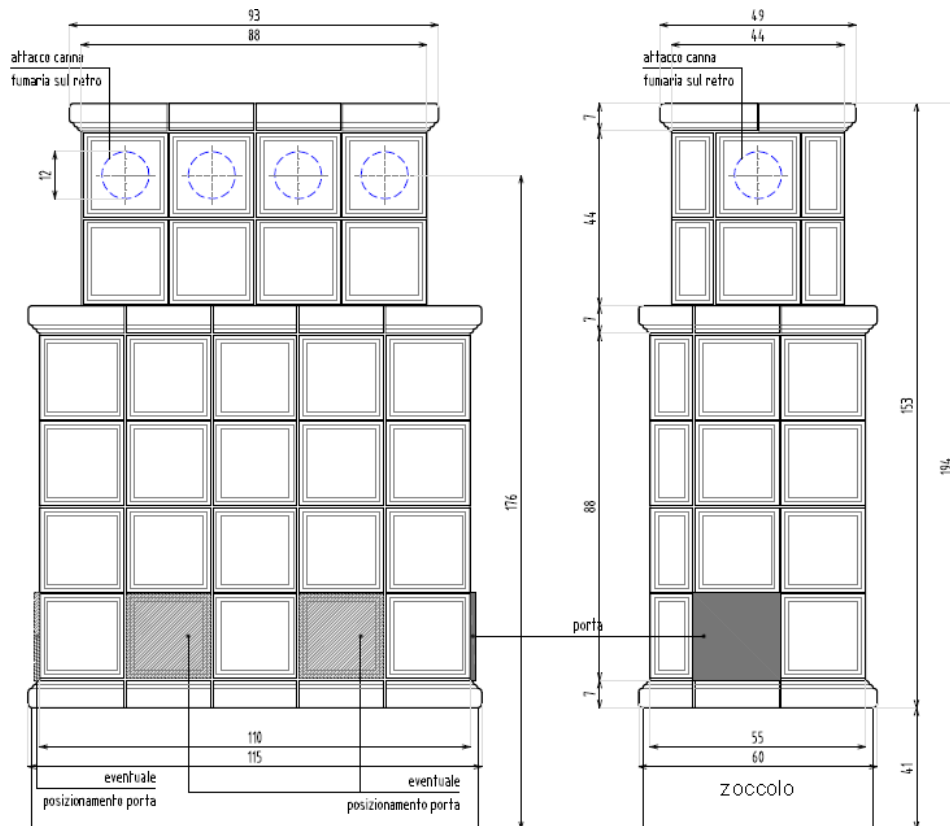 93
88
attacco canna
fumaria sul retro
12
176
110
115
eventuale
posizionamento porta
eventuale
posizionamento porta
porta
49
44
attacco canna
fumaria sul retro
7
44
7
88
7
153
194
55
60
41
zoccolo